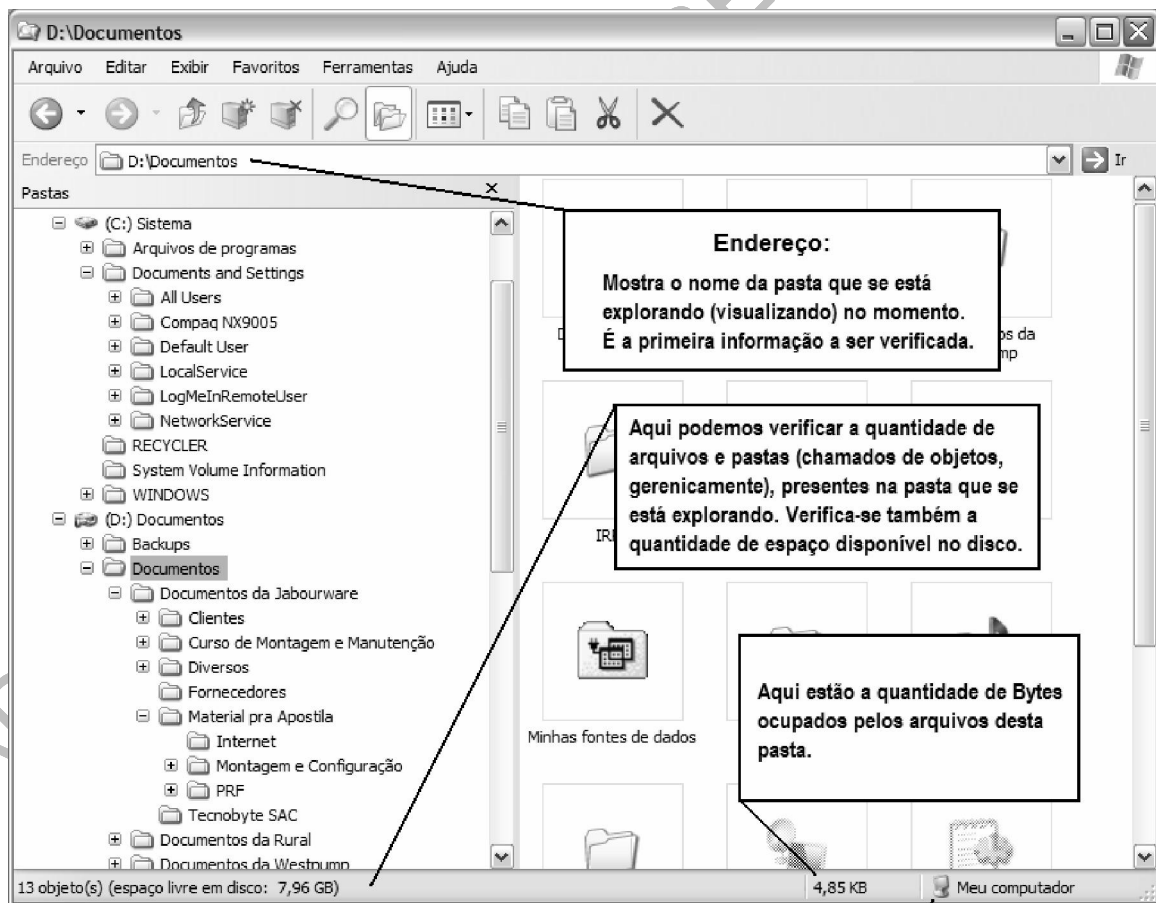 D:\Documentos
Arquivo Editar Exibir Favoritos Ferramentas Ajuda
Endereço D:\Documentos Ir
Pastas
(C:) Sistema
Arquivos de programas
Documents and Settings
All Users
Compaq NX9005
Default User
LocalService
LogMeInRemoteUser
NetworkService
RECYCLER
System Volume Information
WINDOWS
(D:) Documentos
Backups
Documentos
Documentos da Jabourware
Clientes
Curso de Montagem e Manutenção
Diversos
Fornecedores
Material pra Apostila
Internet
Montagem e Configuração
PRF
Tecnobyte SAC
Documentos da Rural
Documentos da Westpump
Endereço:
Mostra o nome da pasta que se está
explorando (visualizando) no momento.
É a primeira informação a ser verificada.
Aqui podemos verificar a quantidade de
arquivos e pastas (chamados de objetos,
gerenicamente), presentes na pasta que se
está explorando. Verifica-se também a
quantidade de espaço disponível no disco.
Minhas fontes de dados
Aqui estão a quantidade de Bytes
ocupados pelos arquivos desta
pasta.
13 objeto(s) (espaço livre em disco: 7,96 GB) 4,85 KB Meu computador